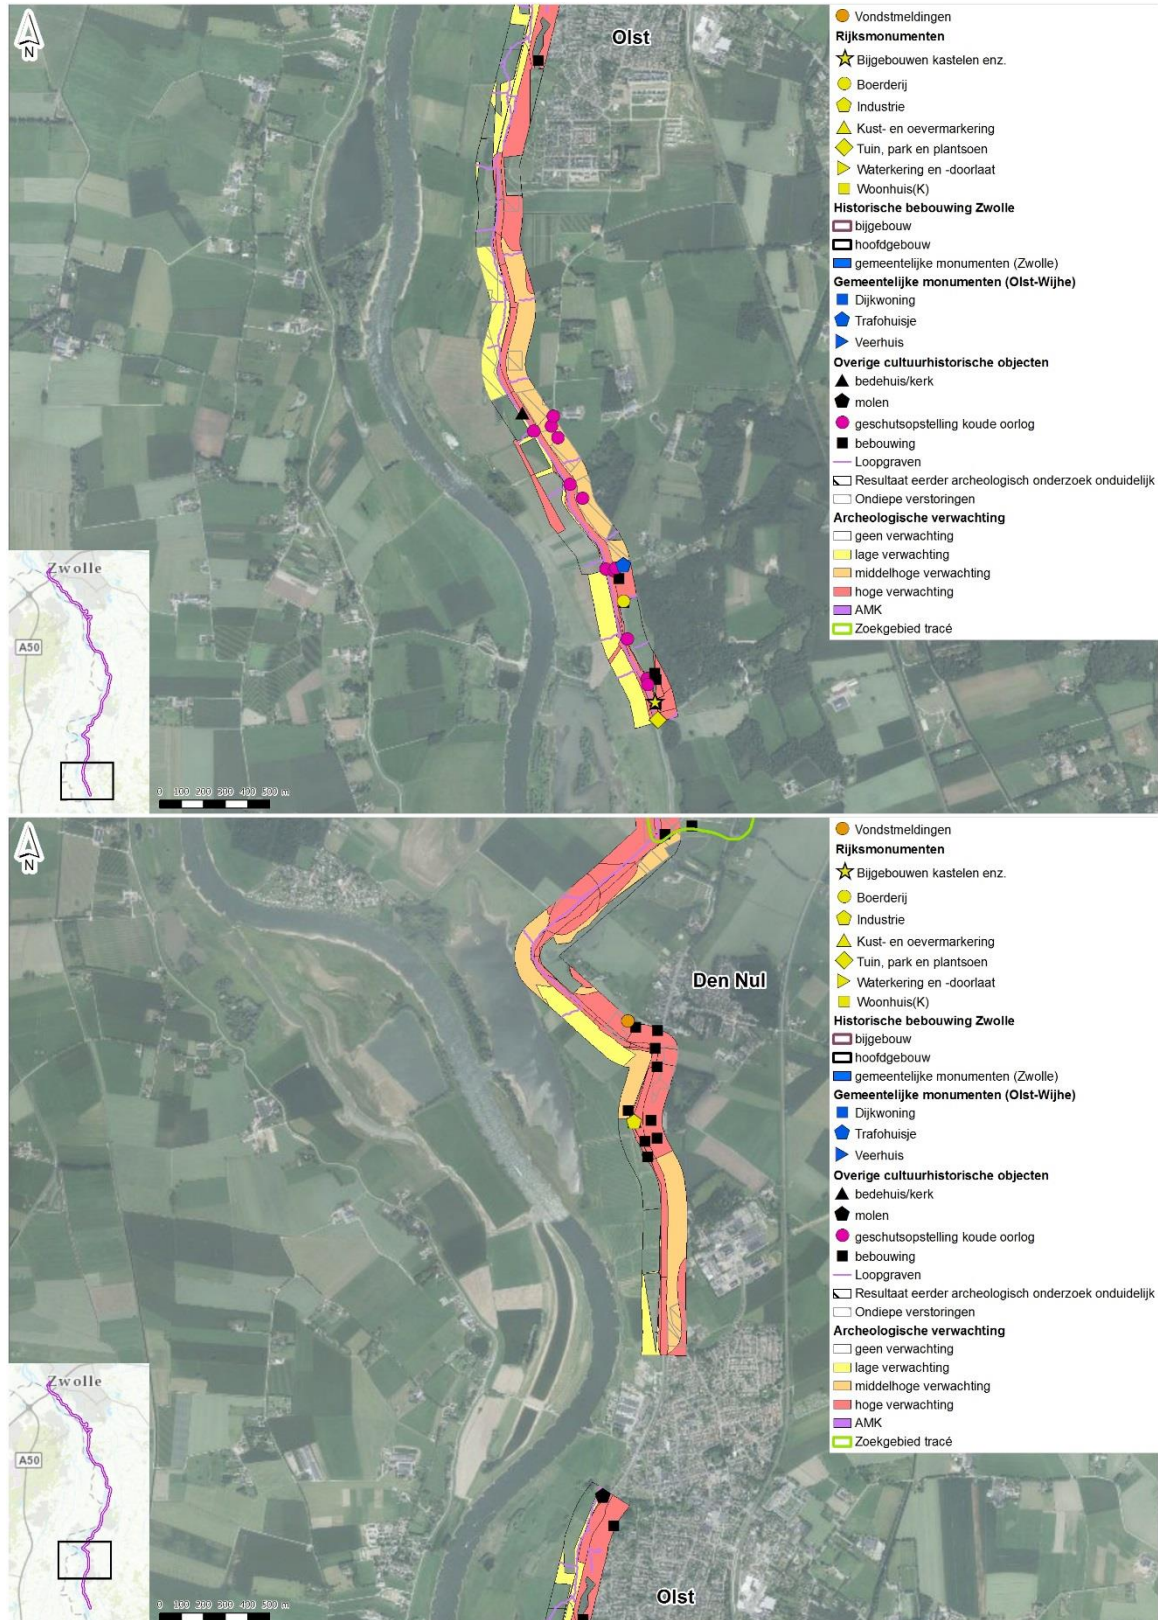 N
Olst
Zwolle
A50
0 100 200 300 400 500 m
Vondstmeldingen
Rijksmonumenten
Bijgebouwen kastelen enz.
Boerderij
Industrie
Kust- en oevermarkering
Tuin, park en plantsoen
Waterkering en -doorlaat
Woonhuis(K)
Historische bebouwing Zwolle
bijgebouw
hoofdgebouw
gemeentelijke monumenten (Zwolle)
Gemeentelijke monumenten (Olst-Wijhe)
Dijkwoning
Trafohuisje
Veerhuis
Overige cultuurhistorische objecten
bedehuis/kerk
molen
geschutsopstelling koude oorlog
bebouwing
Loopgraven
Resultaat eerder archeologisch onderzoek onduidelijk
Ondiepe verstoringen
Archeologische verwachting
geen verwachting
lage verwachting
middelhoge verwachting
hoge verwachting
AMK
Zoekgebied tracé
N
Den Nul
Olst
Zwolle
A50
0 100 200 300 400 500 m
Vondstmeldingen
Rijksmonumenten
Bijgebouwen kastelen enz.
Boerderij
Industrie
Kust- en oevermarkering
Tuin, park en plantsoen
Waterkering en -doorlaat
Woonhuis(K)
Historische bebouwing Zwolle
bijgebouw
hoofdgebouw
gemeentelijke monumenten (Zwolle)
Gemeentelijke monumenten (Olst-Wijhe)
Dijkwoning
Trafohuisje
Veerhuis
Overige cultuurhistorische objecten
bedehuis/kerk
molen
geschutsopstelling koude oorlog
bebouwing
Loopgraven
Resultaat eerder archeologisch onderzoek onduidelijk
Ondiepe verstoringen
Archeologische verwachting
geen verwachting
lage verwachting
middelhoge verwachting
hoge verwachting
AMK
Zoekgebied tracé